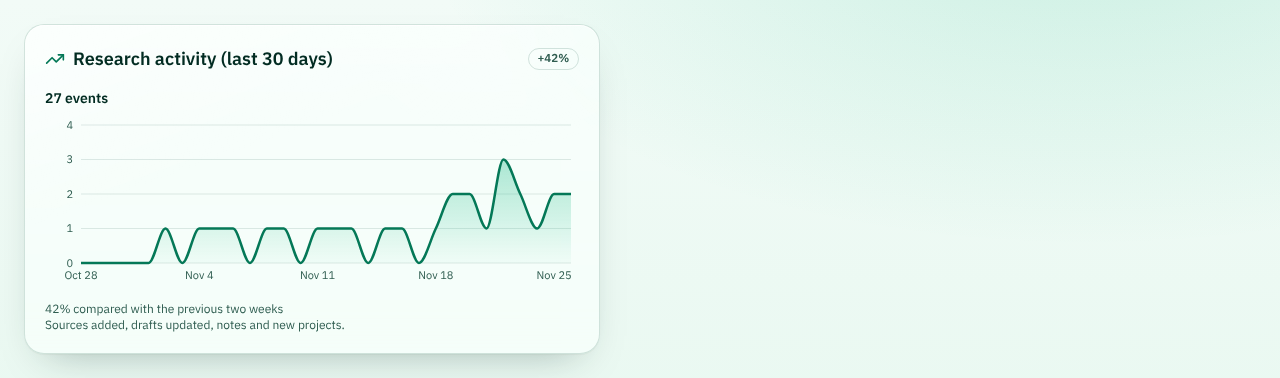 Research activity (last 30 days)
+42%
27 events
4
3
2
1
0
Oct 28 Nov 4 Nov 11 Nov 18 Nov 25
42% compared with the previous two weeks
Sources added, drafts updated, notes and new projects.